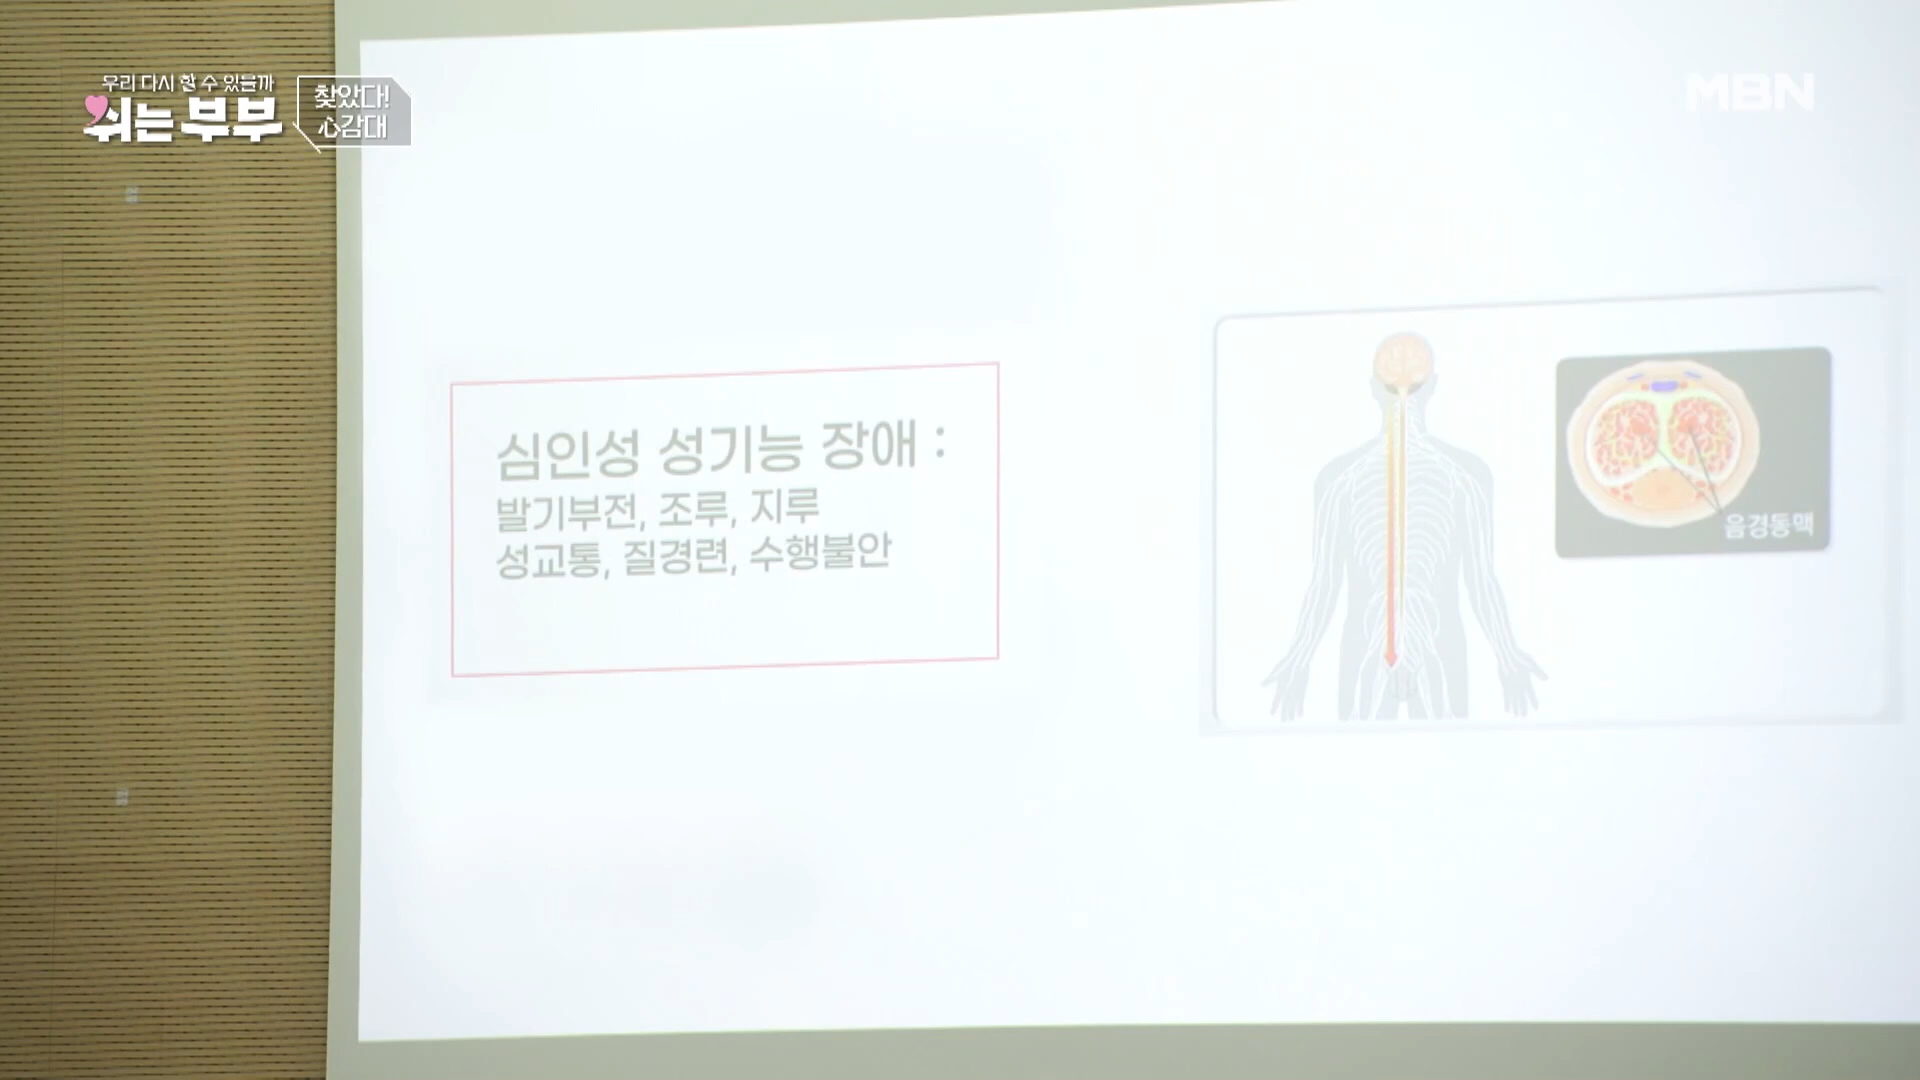 우리 다시 할 수 있을까
쉬는 부부
찾았다!
心감대
MBN
심인성 성기능 장애 :
발기부전, 조루, 지루
성교통, 질경련, 수행불안
음경동맥